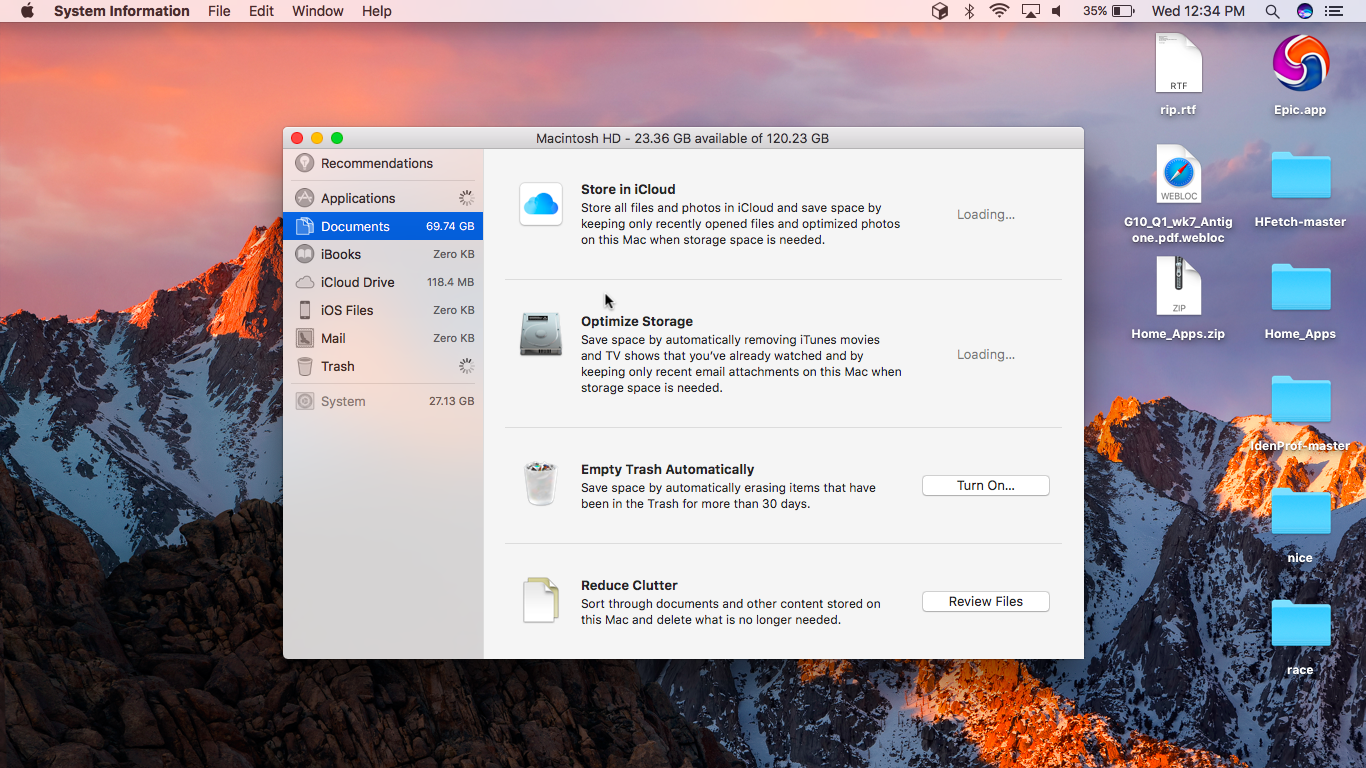 System Information File Edit Window Help 35% Wed 12:34 PM
Macintosh HD - 23.36 GB available of 120.23 GB
Recommendations
Applications
Documents 69.74 GB
iBooks Zero KB
iCloud Drive 118.4 MB
iOS Files Zero KB
Mail Zero KB
Trash
System 27.13 GB
Store in iCloud
Store all files and photos in iCloud and save space by
keeping only recently opened files and optimized photos
on this Mac when storage space is needed.
Loading...
Optimize Storage
Save space by automatically removing iTunes movies
and TV shows that you've already watched and by
keeping only recent email attachments on this Mac when
storage space is needed.
Loading...
Empty Trash Automatically
Save space by automatically erasing items that have
been in the Trash for more than 30 days.
Turn On...
Reduce Clutter
Sort through documents and other content stored on
this Mac and delete what is no longer needed.
Review Files
RTF
rip.rtf
Epic.app
WEBLOC
G10_Q1_wk7_Antig
one.pdf.webloc
HFetch-master
ZIP
Home_Apps.zip
Home_Apps
IdenProf-master
nice
race